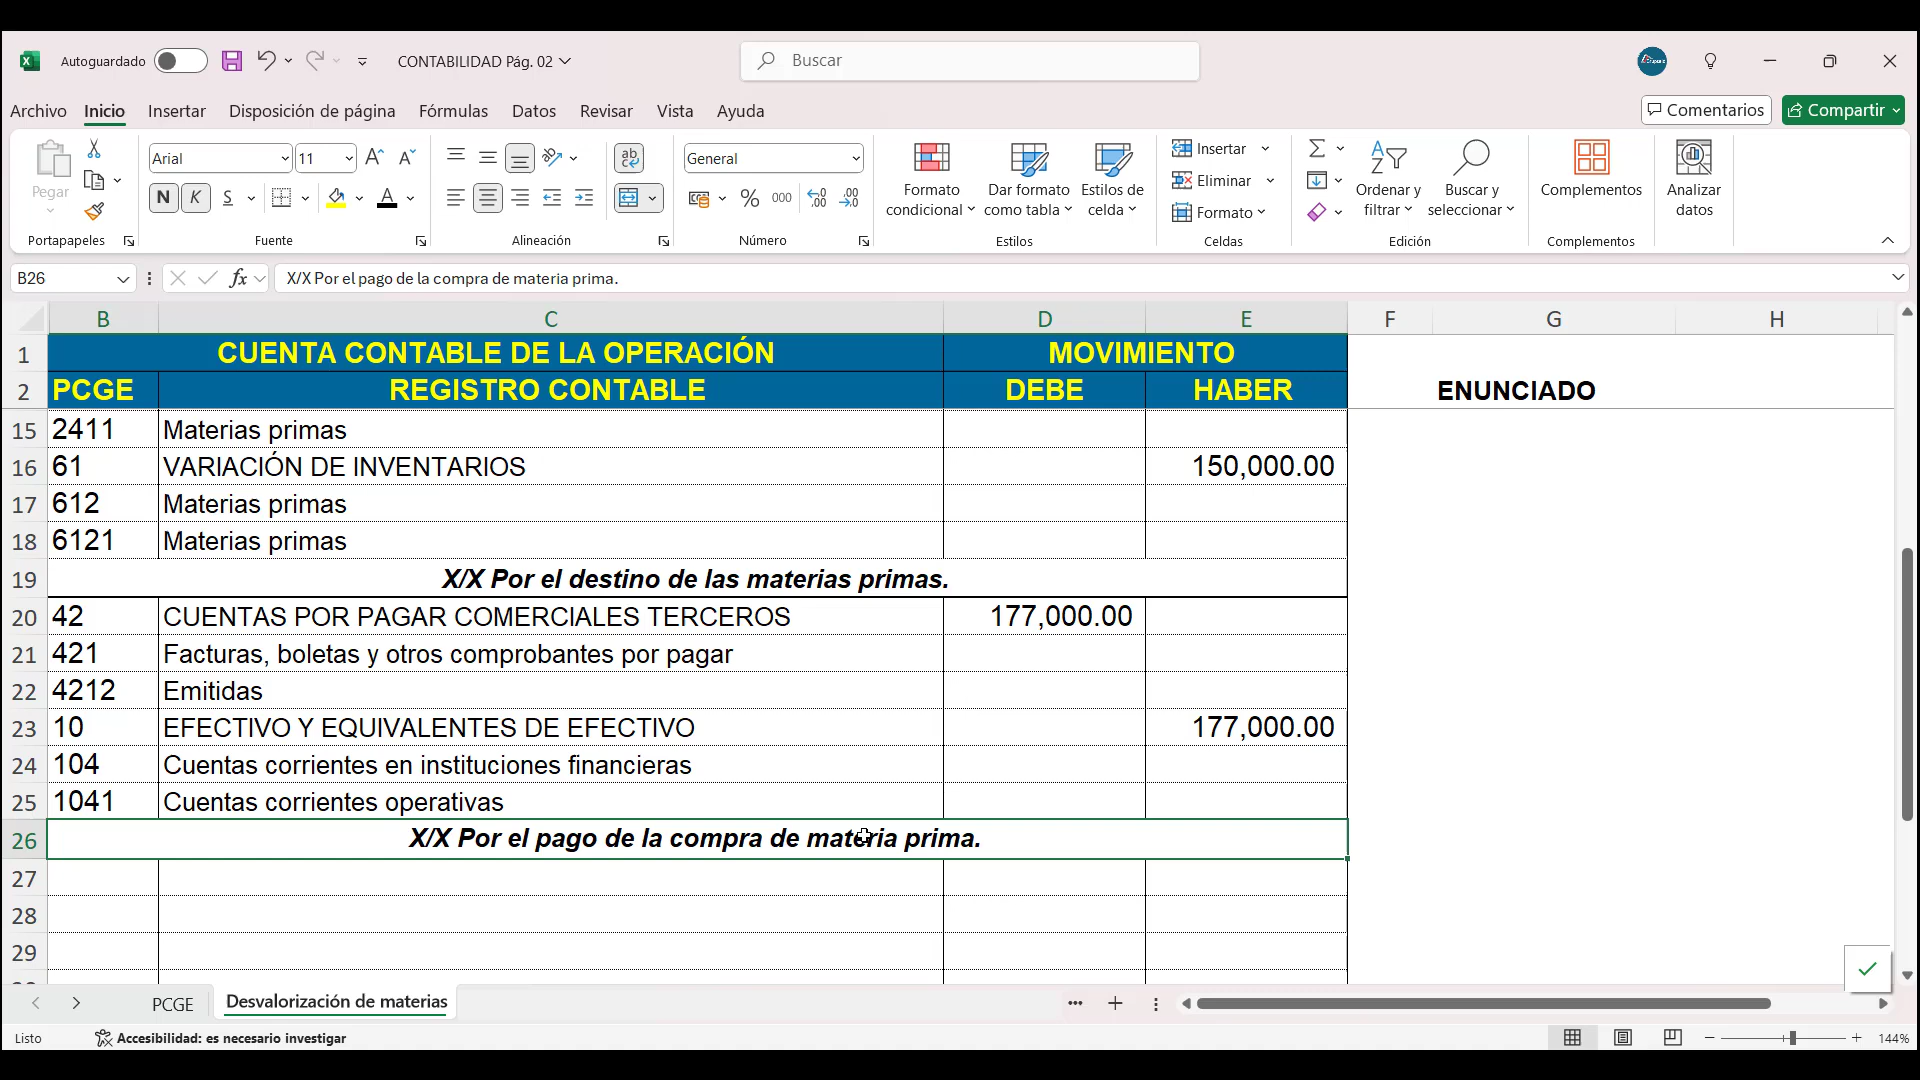 Autoguardado
CONTABILIDAD Pág. 02
Buscar
Archivo Inicio Insertar Disposición de página Fórmulas Datos Revisar Vista Ayuda
Comentarios Compartir
Pegar
Portapapeles
Arial 11
N K S
Fuente
ab
Alineación
General
% 000
Número
Formato condicional
Dar formato como tabla
Estilos de celda
Estilos
Insertar
Eliminar
Formato
Celdas
Ordenar y filtrar
Buscar y seleccionar
Edición
Complementos
Complementos
Analizar datos
B26 fx X/X Por el pago de la compra de materia prima.
B C D E F G H
1 CUENTA CONTABLE DE LA OPERACIÓN MOVIMIENTO
2 PCGE REGISTRO CONTABLE DEBE HABER ENUNCIADO
15 2411 Materias primas
16 61 VARIACIÓN DE INVENTARIOS 150,000.00
17 612 Materias primas
18 6121 Materias primas
19 X/X Por el destino de las materias primas.
20 42 CUENTAS POR PAGAR COMERCIALES TERCEROS 177,000.00
21 421 Facturas, boletas y otros comprobantes por pagar
22 4212 Emitidas
23 10 EFECTIVO Y EQUIVALENTES DE EFECTIVO 177,000.00
24 104 Cuentas corrientes en instituciones financieras
25 1041 Cuentas corrientes operativas
26 X/X Por el pago de la compra de materia prima.
27
28
29
PCGE Desvalorización de materias
Listo Accesibilidad: es necesario investigar 144%